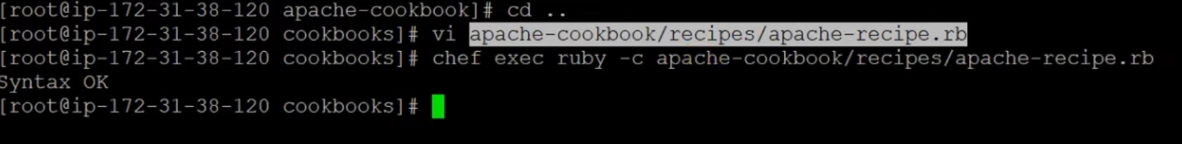 [root@ip-172-31-38-120 apache-cookbook]# cd ..
[root@ip-172-31-38-120 cookbooks]# vi apache-cookbook/recipes/apache-recipe.rb
[root@ip-172-31-38-120 cookbooks]# chef exec ruby -c apache-cookbook/recipes/apache-recipe.rb
Syntax OK
[root@ip-172-31-38-120 cookbooks]#